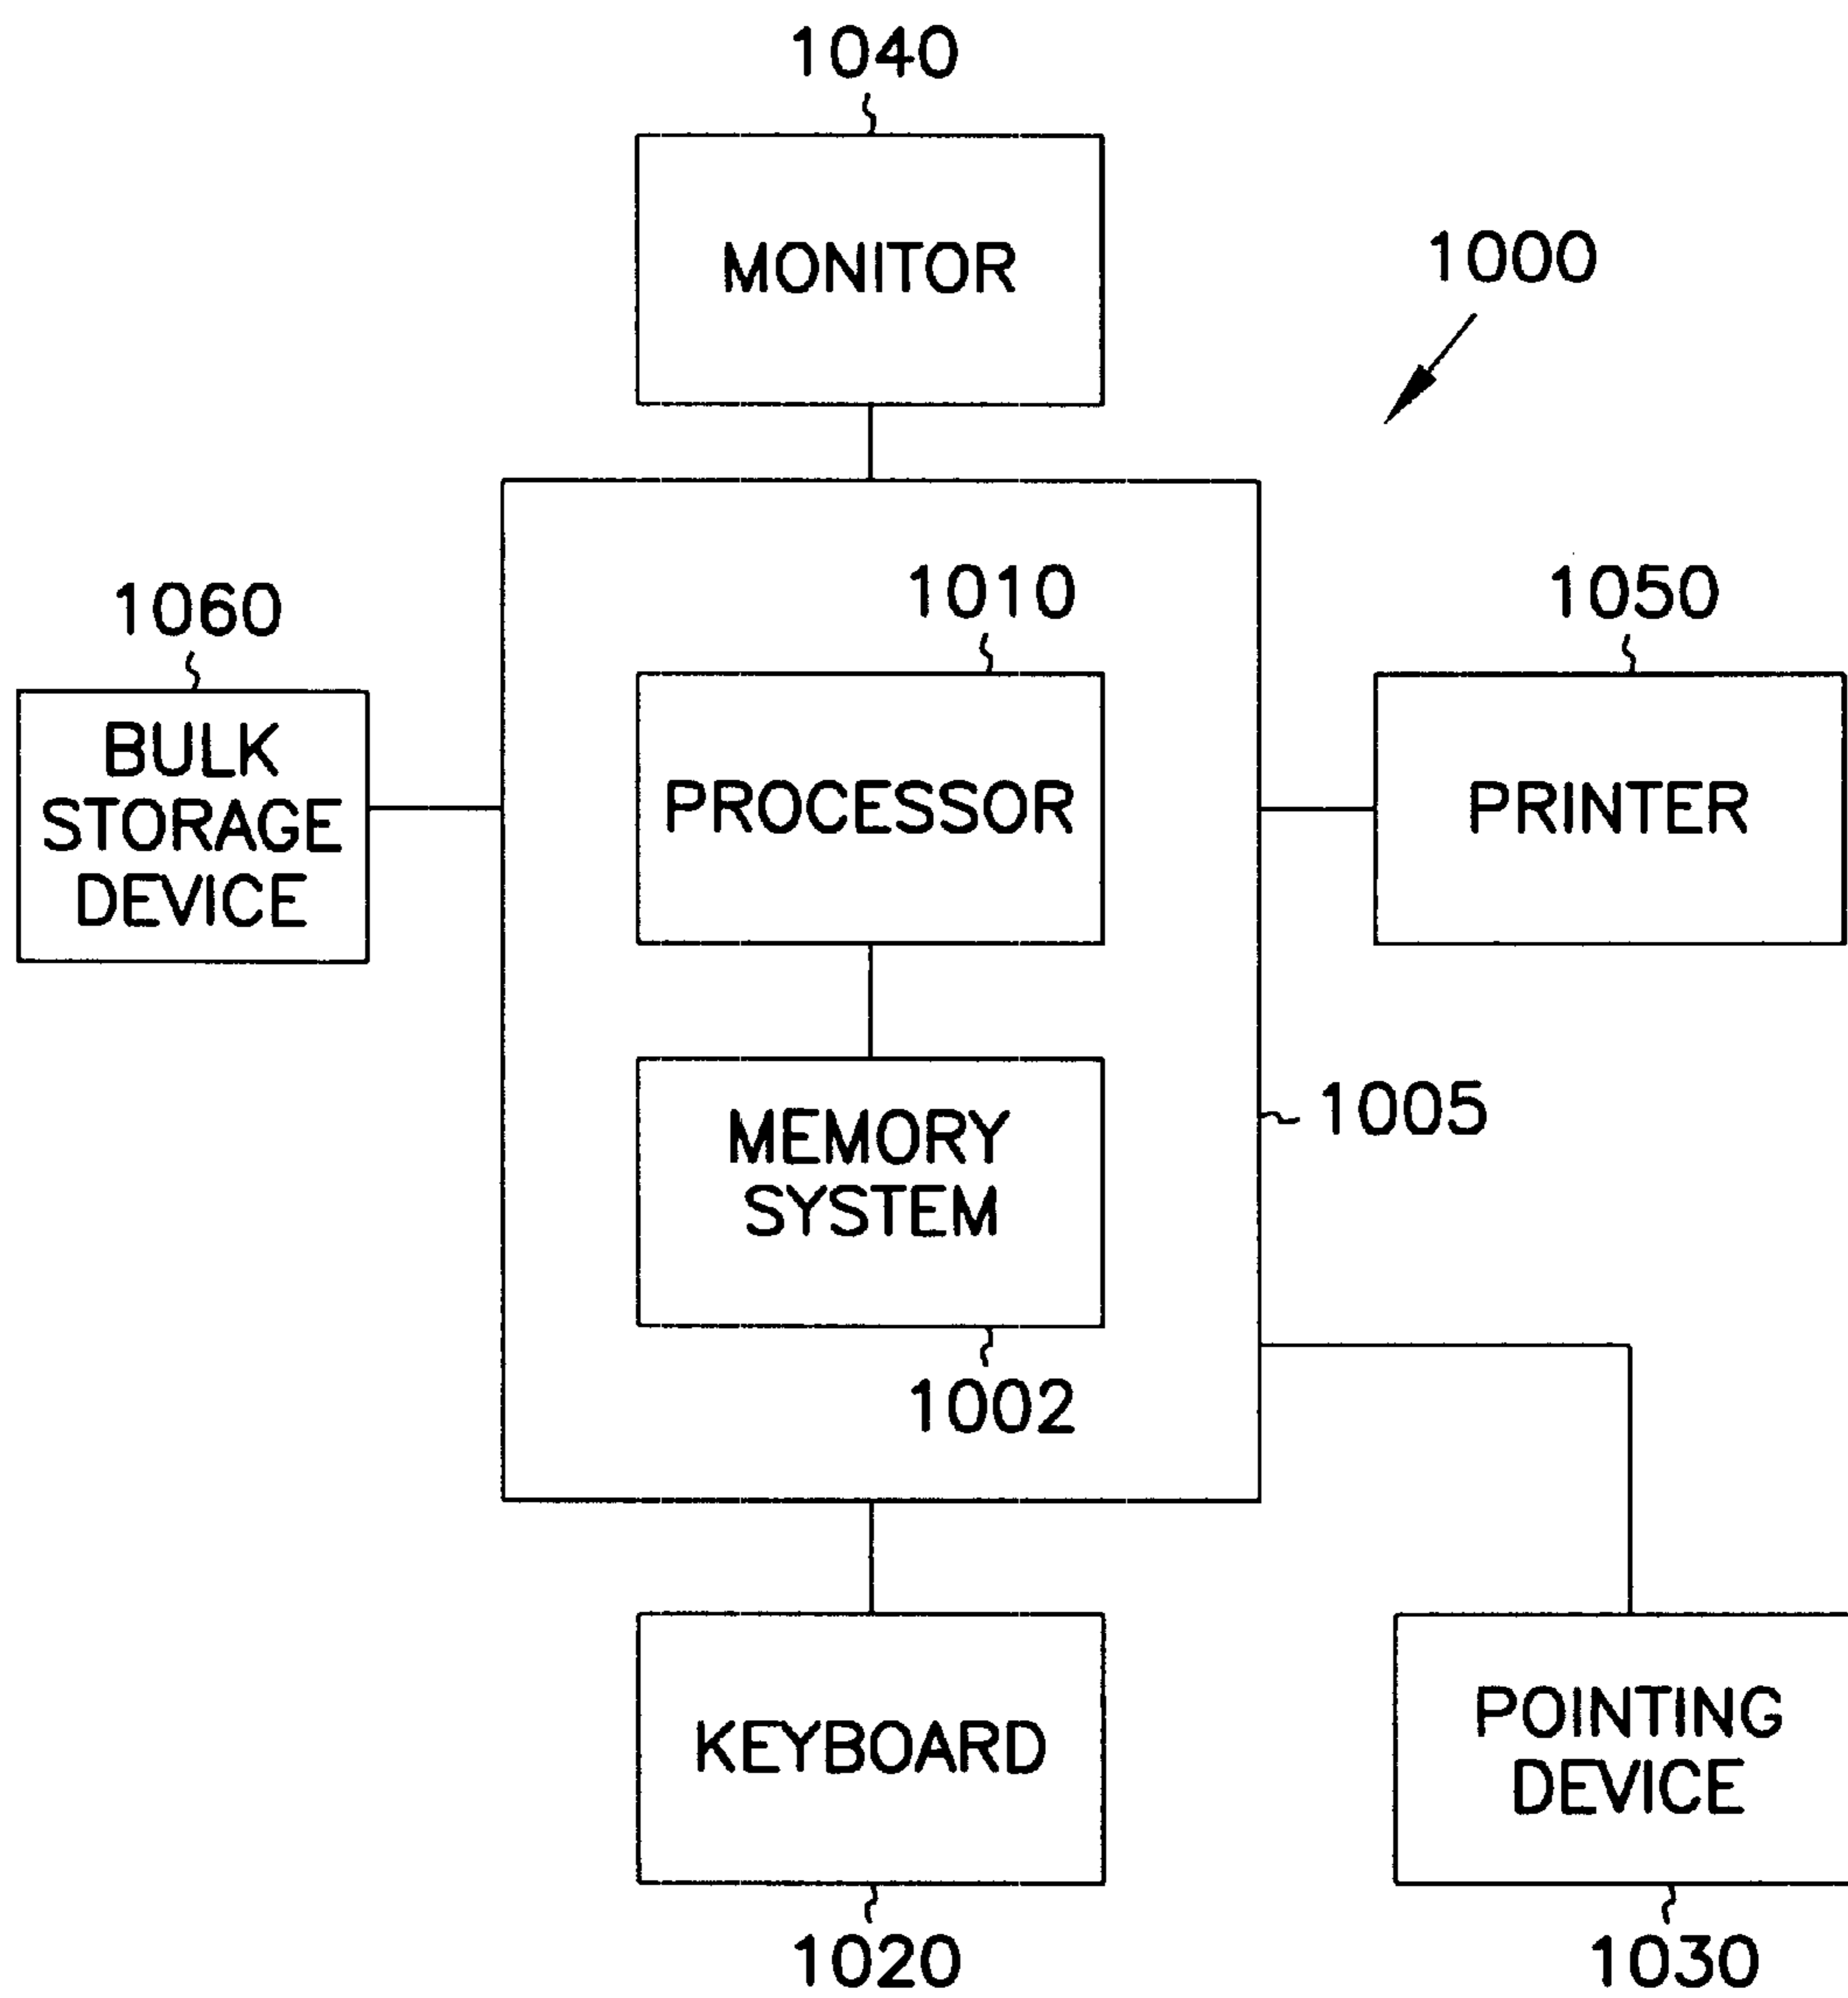 1040
MONITOR
1000
1060
1010
1050
BULK
STORAGE
DEVICE
PROCESSOR
PRINTER
MEMORY
SYSTEM
1005
1002
KEYBOARD
POINTING
DEVICE
1020
1030